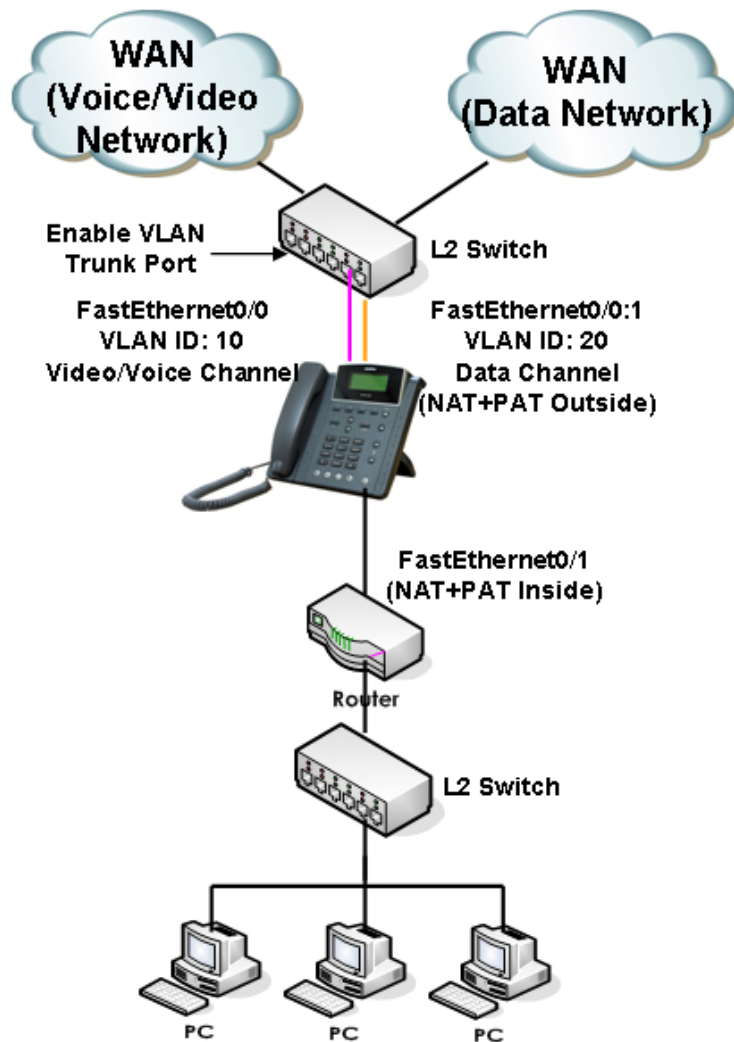 WAN
(Voice/Video
Network)
WAN
(Data Network)
Enable VLAN
Trunk Port
L2 Switch
FastEthernet0/0
VLAN ID: 10
Video/Voice Channel
FastEthernet0/0:1
VLAN ID: 20
Data Channel
(NAT+PAT Outside)
FastEthernet0/1
(NAT+PAT Inside)
Router
L2 Switch
PC
PC
PC